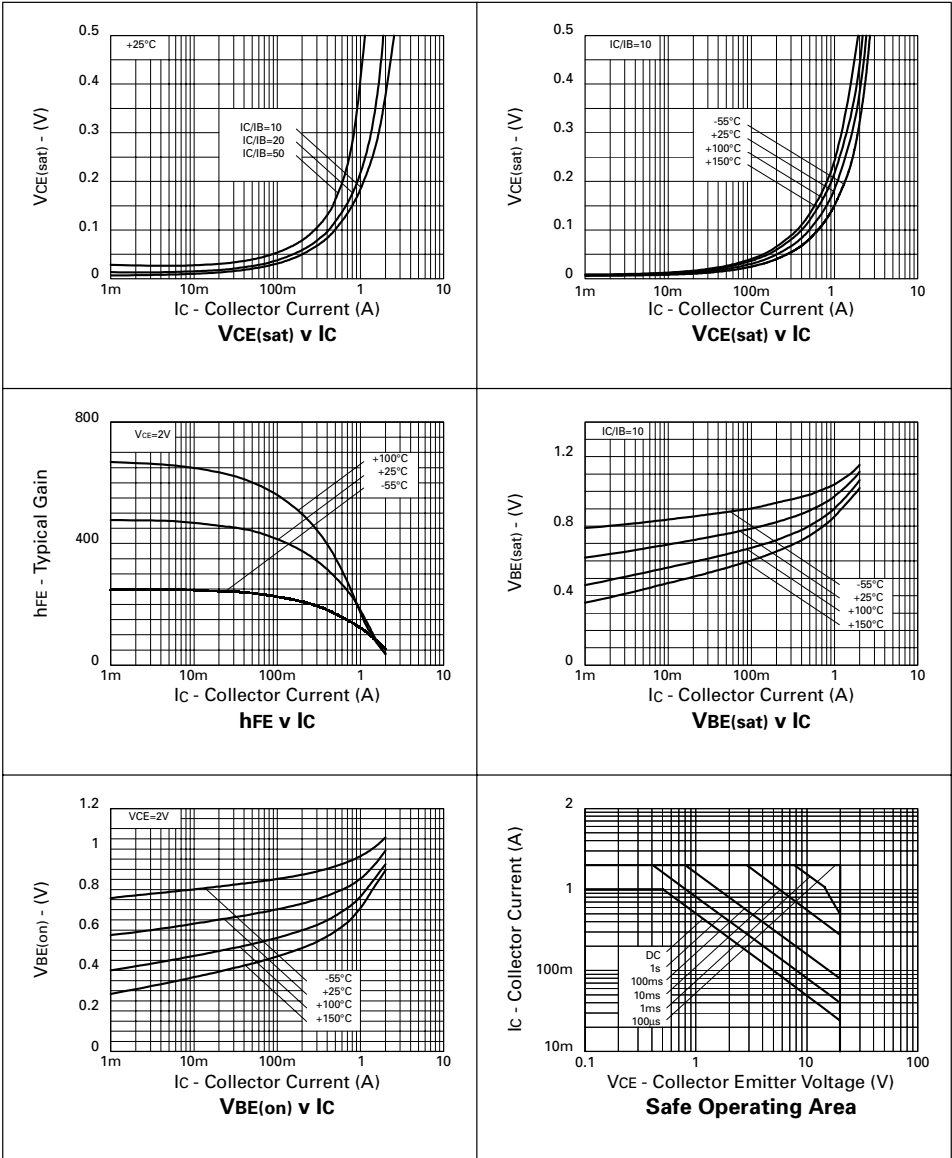 0.5
+25°C
0.4
0.3
IC/IB=10
IC/IB=20
IC/IB=50
0.2
0.1
0
1m 10m 100m 1 10
VCE(sat) - (V)
IC - Collector Current (A)
VCE(sat) v IC
0.5
IC/IB=10
0.4
0.3
-55°C
+25°C
+100°C
+150°C
0.2
0.1
0
1m 10m 100m 1 10
VCE(sat) - (V)
IC - Collector Current (A)
VCE(sat) v IC
800
VCE=2V
+100°C
+25°C
-55°C
400
0
1m 10m 100m 1 10
hFE - Typical Gain
IC - Collector Current (A)
hFE v IC
IC/IB=10
1.2
0.8
0.4
-55°C
+25°C
+100°C
+150°C
0
1m 10m 100m 1 10
VBE(sat) - (V)
IC - Collector Current (A)
VBE(sat) v IC
1.2
VCE=2V
1
0.8
0.6
0.4
-55°C
+25°C
+100°C
+150°C
0.2
0
1m 10m 100m 1 10
VBE(on) - (V)
IC - Collector Current (A)
VBE(on) v IC
2
1
DC
1s
100ms
10ms
1ms
100µs
100m
10m
0.1 1 10 100
IC - Collector Current (A)
VCE - Collector Emitter Voltage (V)
Safe Operating Area